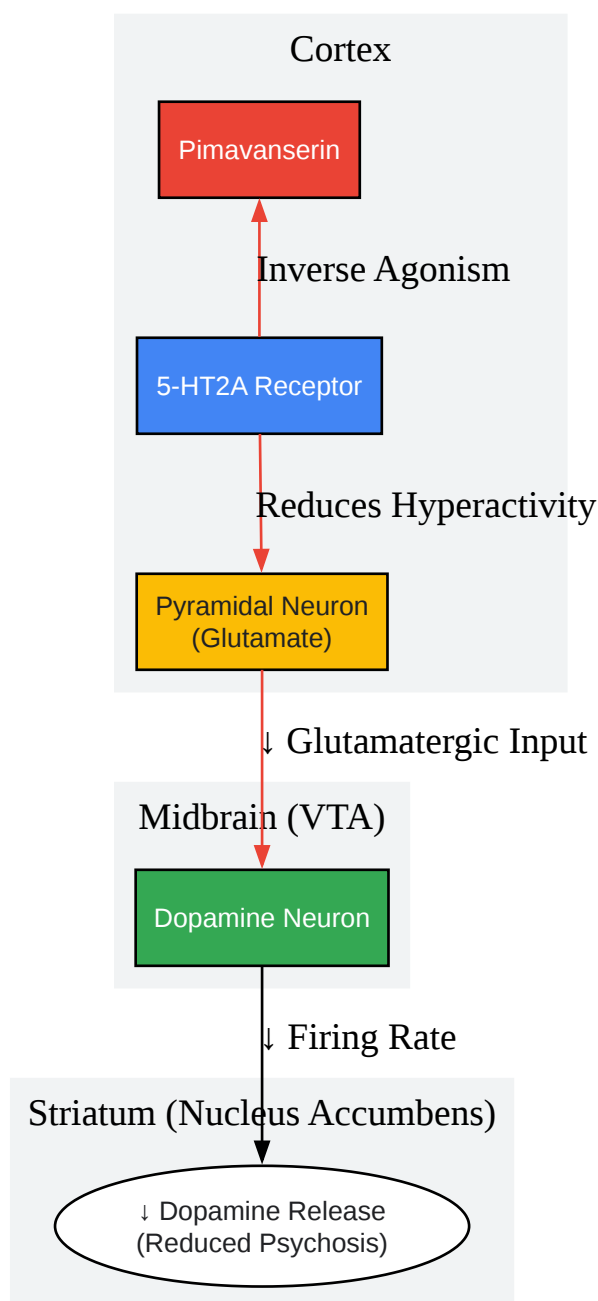 Cortex
Pimavanserin
Inverse Agonism
5-HT2A Receptor
Reduces Hyperactivity
Pyramidal Neuron
(Glutamate)
↓ Glutamatergic Input
Midbrain (VTA)
Dopamine Neuron
↓ Firing Rate
Striatum (Nucleus Accumbens)
↓ Dopamine Release
(Reduced Psychosis)